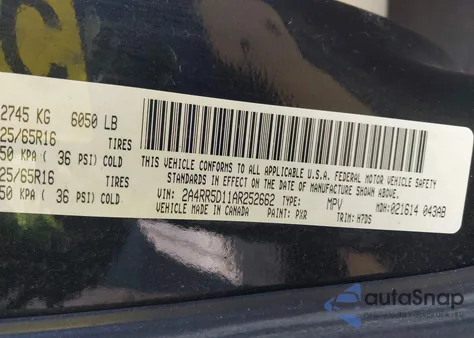 2745 KG 6050 LB
25/65R16 TIRES
50 KPA ( 36 PSI) COLD
25/65R16 TIRES
50 KPA ( 36 PSI) COLD
THIS VEHICLE CONFORMS TO ALL APPLICABLE U.S.A. FEDERAL MOTOR VEHICLE SAFETY
STANDARDS IN EFFECT ON THE DATE OF MANUFACTURE SHOWN ABOVE.
VIN: 2A4RR5D11AR252662 TYPE: MPV MDH: 021614 043AB
VEHICLE MADE IN CANADA PAINT: PXR TRIM: H7DS
autoSnap